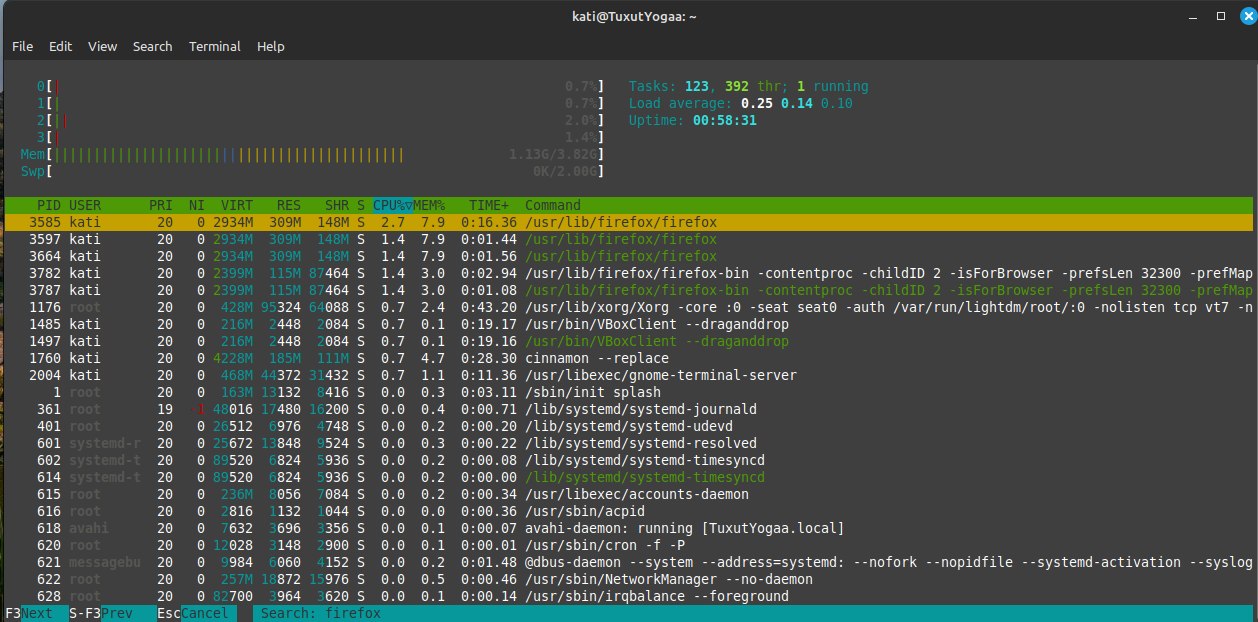 kati@TuxutYogaa: ~
File Edit View Search Terminal Help
0[| 0.7%] Tasks: 123, 392 thr; 1 running
1[| 0.7%] Load average: 0.25 0.14 0.10
2[|| 2.0%] Uptime: 00:58:31
3[| 1.4%]
Mem[||||||||||||||||||||||||||||||||||||||||||||| 1.13G/3.82G]
Swp[ 0K/2.00G]
PID USER PRI NI VIRT RES SHR S CPU%▽MEM% TIME+ Command
3585 kati 20 0 2934M 309M 148M S 2.7 7.9 0:16.36 /usr/lib/firefox/firefox
3597 kati 20 0 2934M 309M 148M S 1.4 7.9 0:01.44 /usr/lib/firefox/firefox
3664 kati 20 0 2934M 309M 148M S 1.4 7.9 0:01.56 /usr/lib/firefox/firefox
3782 kati 20 0 2399M 115M 87464 S 1.4 3.0 0:02.94 /usr/lib/firefox/firefox-bin -contentproc -childID 2 -isForBrowser -prefsLen 32300 -prefMap
3787 kati 20 0 2399M 115M 87464 S 1.4 3.0 0:01.08 /usr/lib/firefox/firefox-bin -contentproc -childID 2 -isForBrowser -prefsLen 32300 -prefMap
1176 root 20 0 428M 95324 64088 S 0.7 2.4 0:43.20 /usr/lib/xorg/Xorg -core :0 -seat seat0 -auth /var/run/lightdm/root/:0 -nolisten tcp vt7 -n
1485 kati 20 0 216M 2448 2084 S 0.7 0.1 0:19.17 /usr/bin/VBoxClient --draganddrop
1497 kati 20 0 216M 2448 2084 S 0.7 0.1 0:19.16 /usr/bin/VBoxClient --draganddrop
1760 kati 20 0 4228M 185M 111M S 0.7 4.7 0:28.30 cinnamon --replace
2004 kati 20 0 468M 44372 31432 S 0.7 1.1 0:11.36 /usr/libexec/gnome-terminal-server
1 root 20 0 163M 13132 8416 S 0.0 0.3 0:03.11 /sbin/init splash
361 root 19 -1 48016 17480 16200 S 0.0 0.4 0:00.71 /lib/systemd/systemd-journald
401 root 20 0 26512 6976 4748 S 0.0 0.2 0:00.20 /lib/systemd/systemd-udevd
601 systemd-r 20 0 25672 13848 9524 S 0.0 0.3 0:00.22 /lib/systemd/systemd-resolved
602 systemd-t 20 0 89520 6824 5936 S 0.0 0.2 0:00.08 /lib/systemd/systemd-timesyncd
614 systemd-t 20 0 89520 6824 5936 S 0.0 0.2 0:00.00 /lib/systemd/systemd-timesyncd
615 root 20 0 236M 8056 7084 S 0.0 0.2 0:00.34 /usr/libexec/accounts-daemon
616 root 20 0 2816 1132 1044 S 0.0 0.0 0:00.36 /usr/sbin/acpid
618 avahi 20 0 7632 3696 3356 S 0.0 0.1 0:00.07 avahi-daemon: running [TuxutYogaa.local]
620 root 20 0 12028 3148 2900 S 0.0 0.1 0:00.01 /usr/sbin/cron -f -P
621 messagebu 20 0 9984 6060 4152 S 0.0 0.2 0:01.48 @dbus-daemon --system --address=systemd: --nofork --nopidfile --systemd-activation --syslog
622 root 20 0 257M 18872 15976 S 0.0 0.5 0:00.46 /usr/sbin/NetworkManager --no-daemon
628 root 20 0 82700 3964 3620 S 0.0 0.1 0:00.14 /usr/sbin/irqbalance --foreground
F3Next S-F3Prev EscCancel Search: firefox